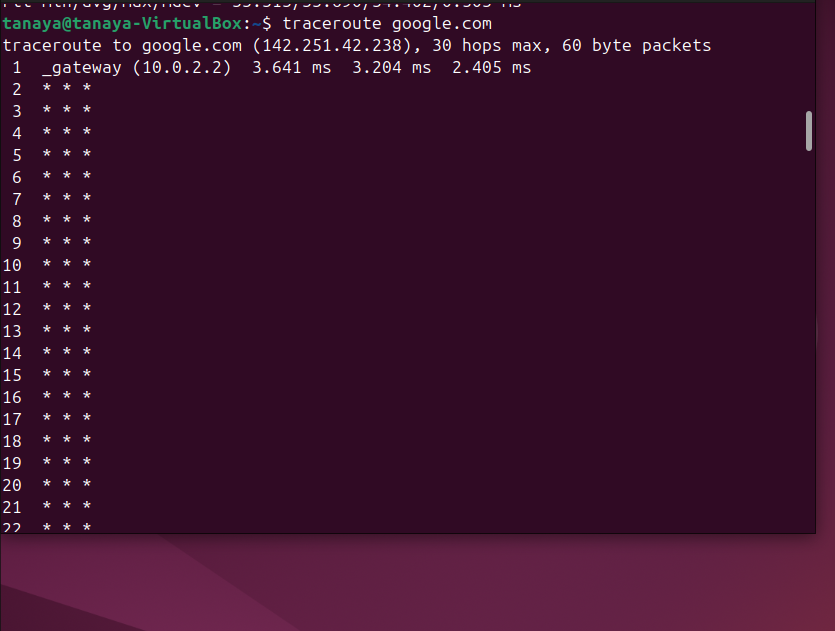 tanaya@tanaya-VirtualBox:~$ traceroute google.com
traceroute to google.com (142.251.42.238), 30 hops max, 60 byte packets
 1  _gateway (10.0.2.2)  3.641 ms  3.204 ms  2.405 ms
 2  * * *
 3  * * *
 4  * * *
 5  * * *
 6  * * *
 7  * * *
 8  * * *
 9  * * *
10  * * *
11  * * *
12  * * *
13  * * *
14  * * *
15  * * *
16  * * *
17  * * *
18  * * *
19  * * *
20  * * *
21  * * *
22  * * *